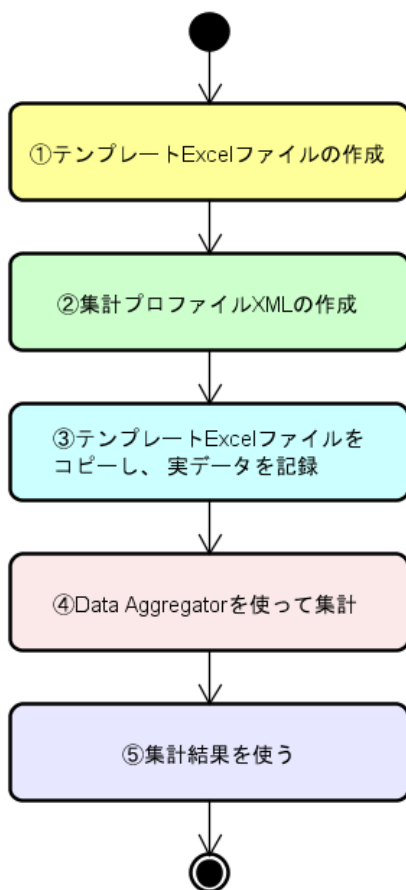 ①テンプレートExcelファイルの作成
②集計プロファイルXMLの作成
③テンプレートExcelファイルを
コピーし、 実データを記録
④Data Aggregatorを使って集計
⑤集計結果を使う